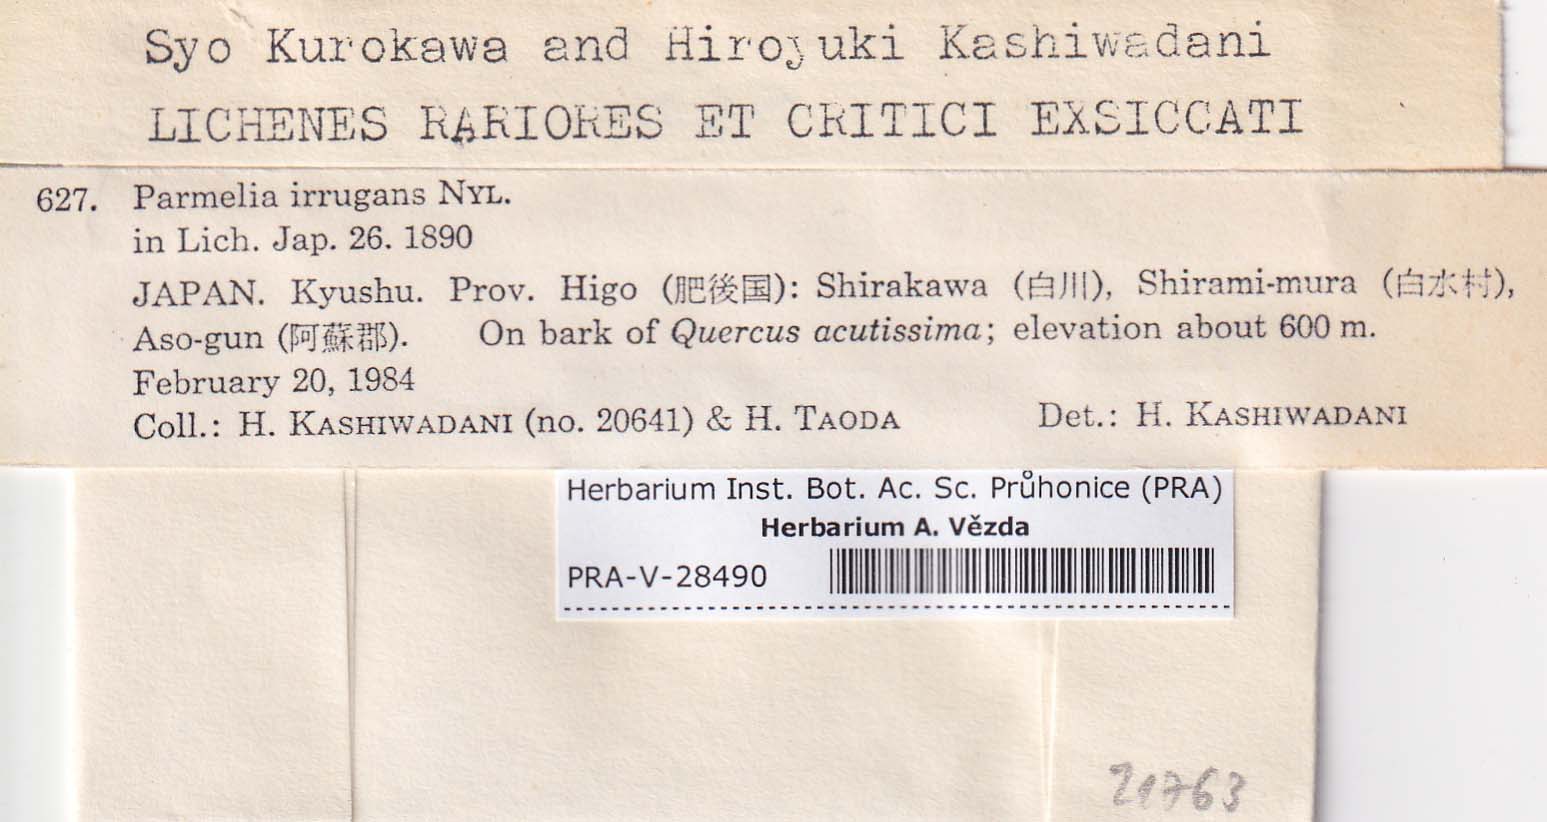 Syo Kurokawa and Hiroyuki Kashiwadani
LICHENES RARIORES ET CRITICI EXSICCATI
627. Parmelia irrugans NYL.
in Lich. Jap. 26. 1890
JAPAN. Kyushu. Prov. Higo (肥後国): Shirakawa (白川), Shirami-mura (白水村),
Aso-gun (阿蘇郡). On bark of Quercus acutissima; elevation about 600 m.
February 20, 1984
Coll.: H. KASHIWADANI (no. 20641) & H. TAODA Det.: H. KASHIWADANI
Herbarium Inst. Bot. Ac. Sc. Průhonice (PRA)
Herbarium A. Vězda
PRA-V-28490
21763